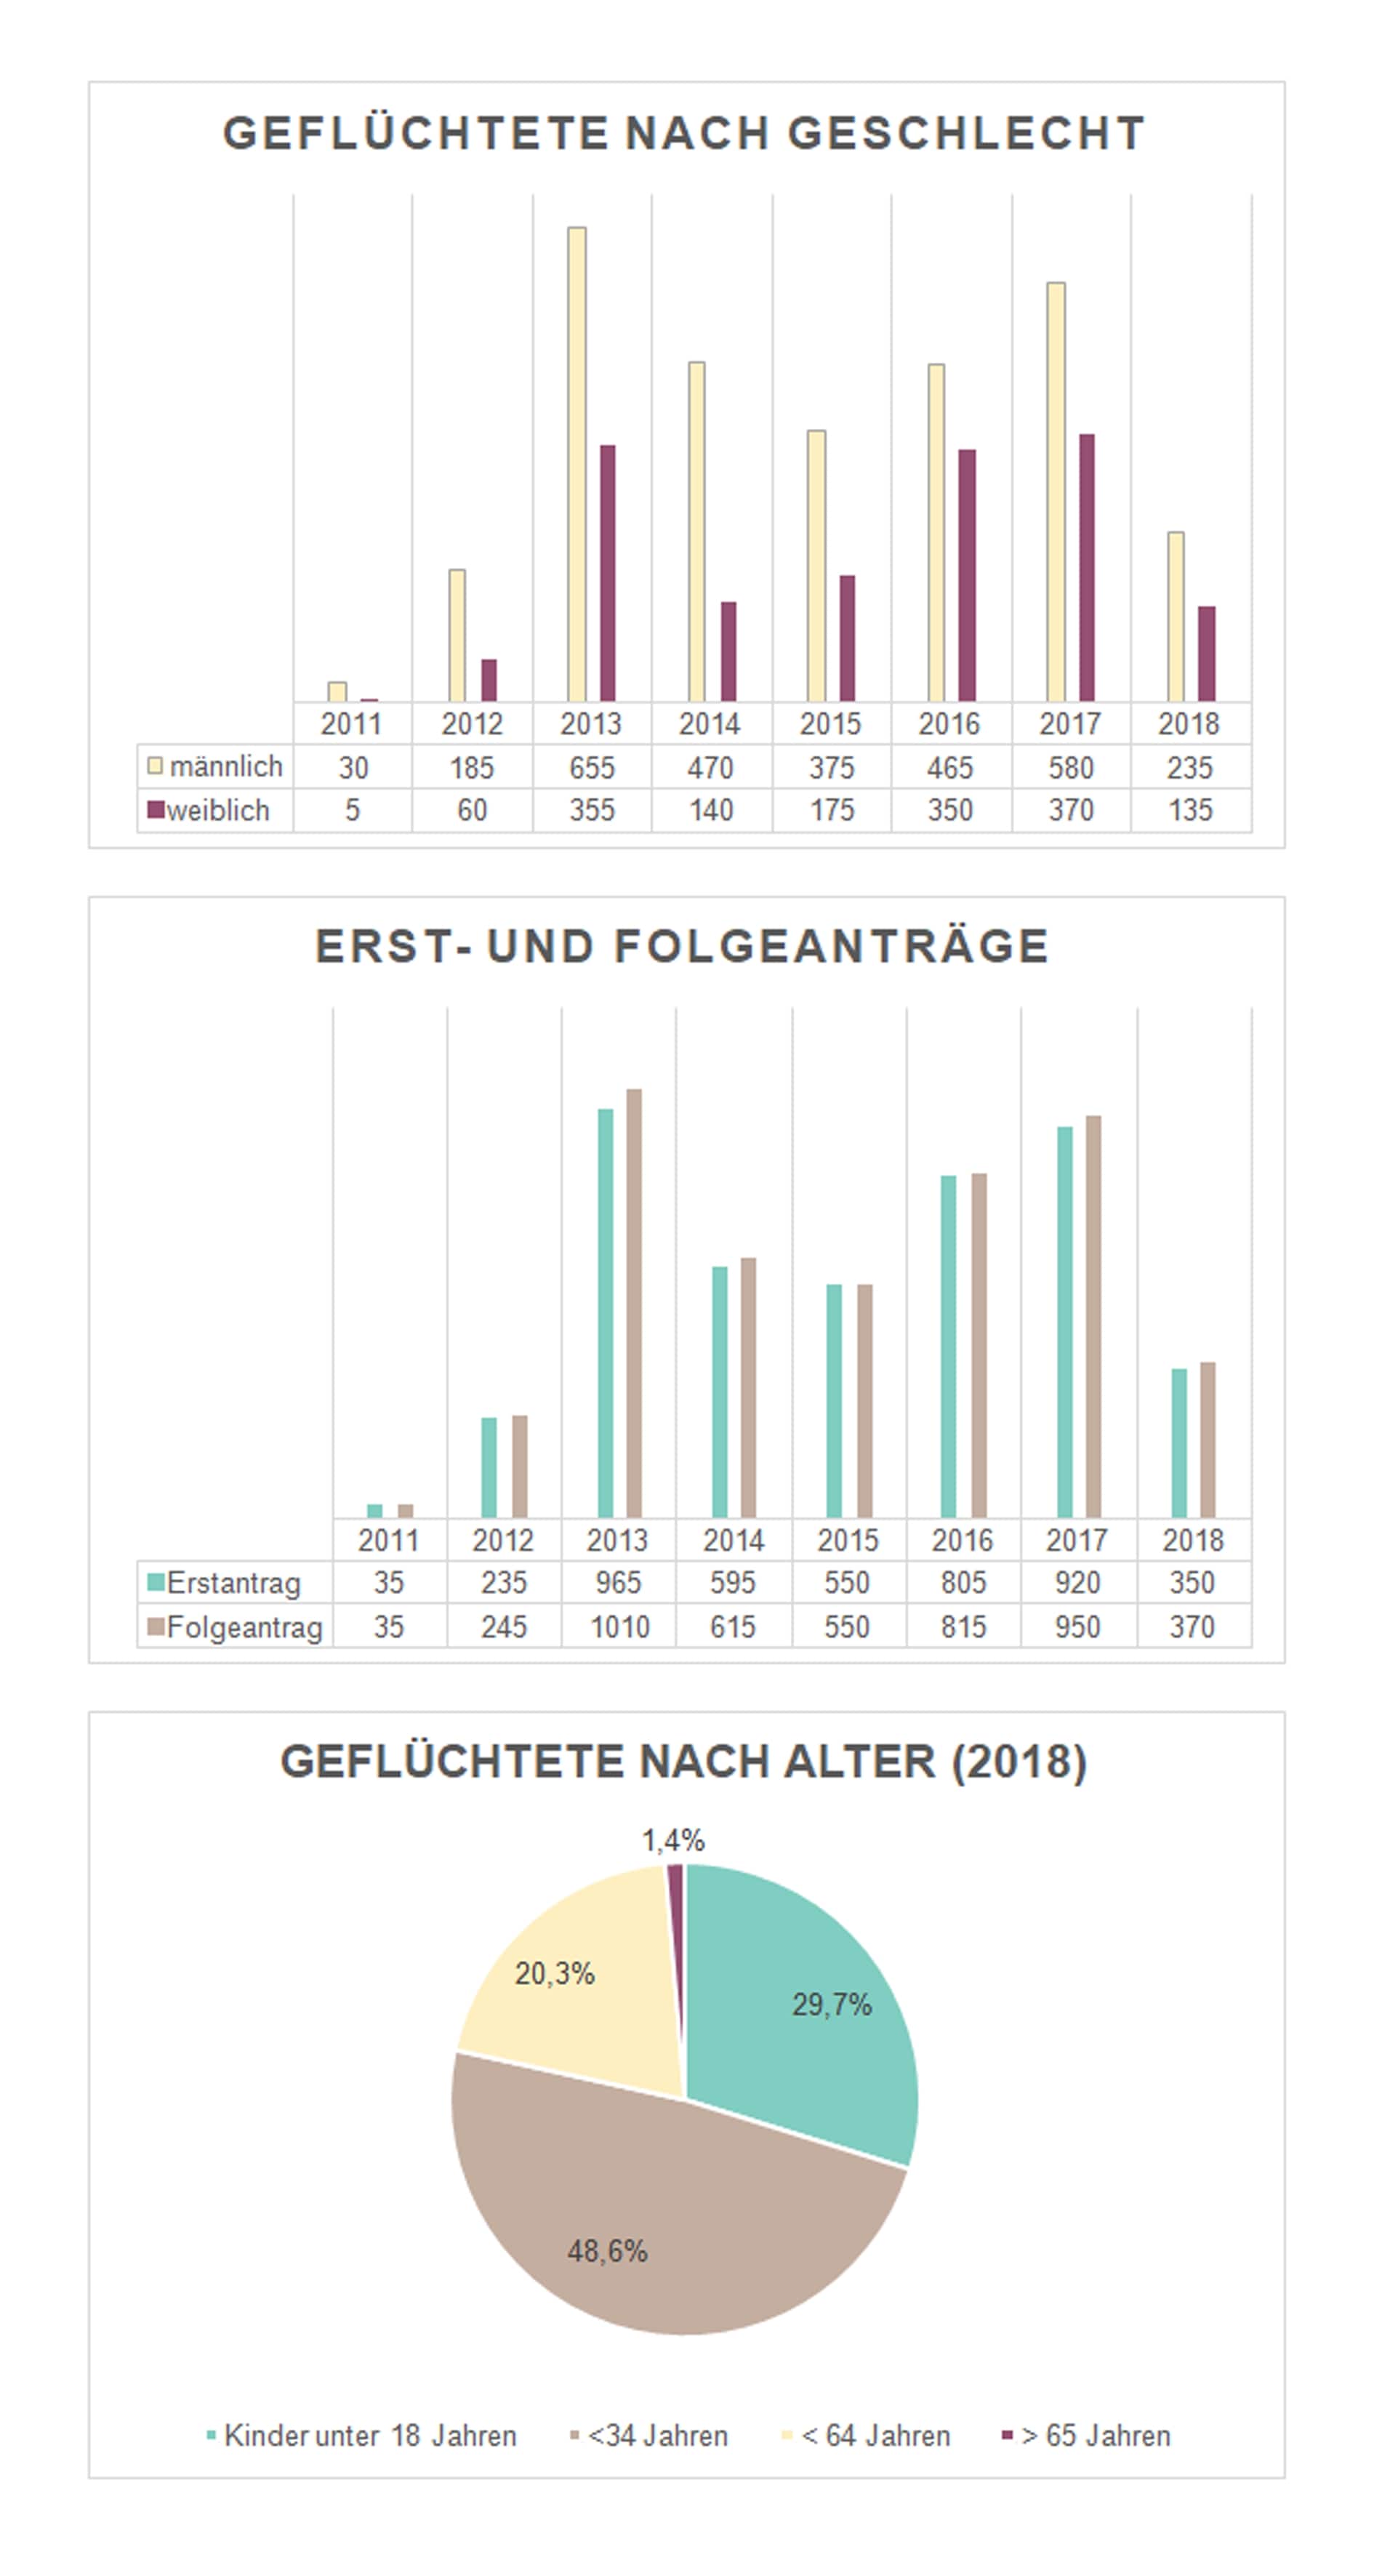 GEFLÜCHTETE NACH GESCHLECHT
2011 2012 2013 2014 2015 2016 2017 2018
männlich 30 185 655 470 375 465 580 235
weiblich 5 60 355 140 175 350 370 135
ERST- UND FOLGEANTRÄGE
2011 2012 2013 2014 2015 2016 2017 2018
Erstantrag 35 235 965 595 550 805 920 350
Folgeantrag 35 245 1010 615 550 815 950 370
GEFLÜCHTETE NACH ALTER (2018)
1,4%
20,3%
29,7%
48,6%
Kinder unter 18 Jahren <34 Jahren < 64 Jahren > 65 Jahren